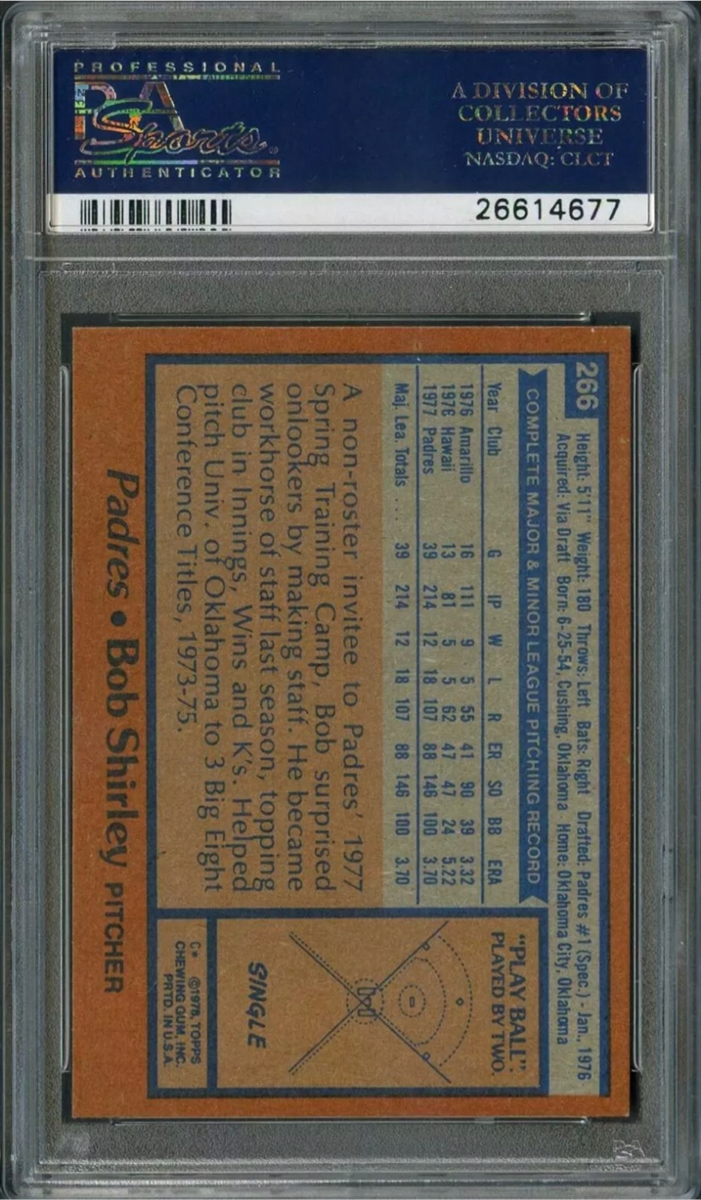 PROFESSIONAL
PSA
Sports
AUTHENTICATOR
A DIVISION OF
COLLECTORS
UNIVERSE
NASDAQ: CLCT
26614677
266
Height: 5'11" Weight: 180 Throws: Left Bats: Right Drafted: Padres #1 (Spec.) - Jan., 1976
Acquired: Via Draft Born: 6-25-54, Cushing, Oklahoma Home: Oklahoma City, Oklahoma
COMPLETE MAJOR & MINOR LEAGUE PITCHING RECORD
Year Club G IP W L R ER SO BB ERA
1976 Amarillo 16 111 9 5 55 41 90 39 3.32
1976 Hawaii 13 81 5 5 62 47 47 24 5.22
1977 Padres 39 214 12 18 107 88 146 100 3.70
Maj. Lea. Totals . . . 39 214 12 18 107 88 146 100 3.70
A non-roster invitee to Padres' 1977
Spring Training Camp, Bob surprised
onlookers by making staff. He became
workhorse of staff last season, topping
club in Innings, Wins and K's. Helped
pitch Univ. of Oklahoma to 3 Big Eight
Conference Titles, 1973-75.
"PLAY BALL":
PLAYED BY TWO.
SINGLE
C* ©1978, TOPPS
CHEWING GUM, INC.
PRTD. IN U.S.A.
Padres • Bob Shirley PITCHER
PSA